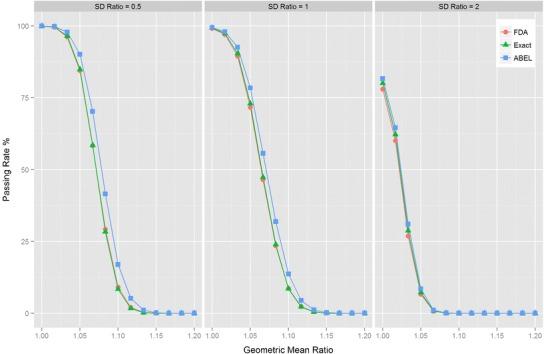 SD Ratio = 0.5 SD Ratio = 1 SD Ratio = 2
FDA
Exact
ABEL
Passing Rate %
100
75
50
25
0
1.00 1.05 1.10 1.15 1.20 1.00 1.05 1.10 1.15 1.20 1.00 1.05 1.10 1.15 1.20
Geometric Mean Ratio